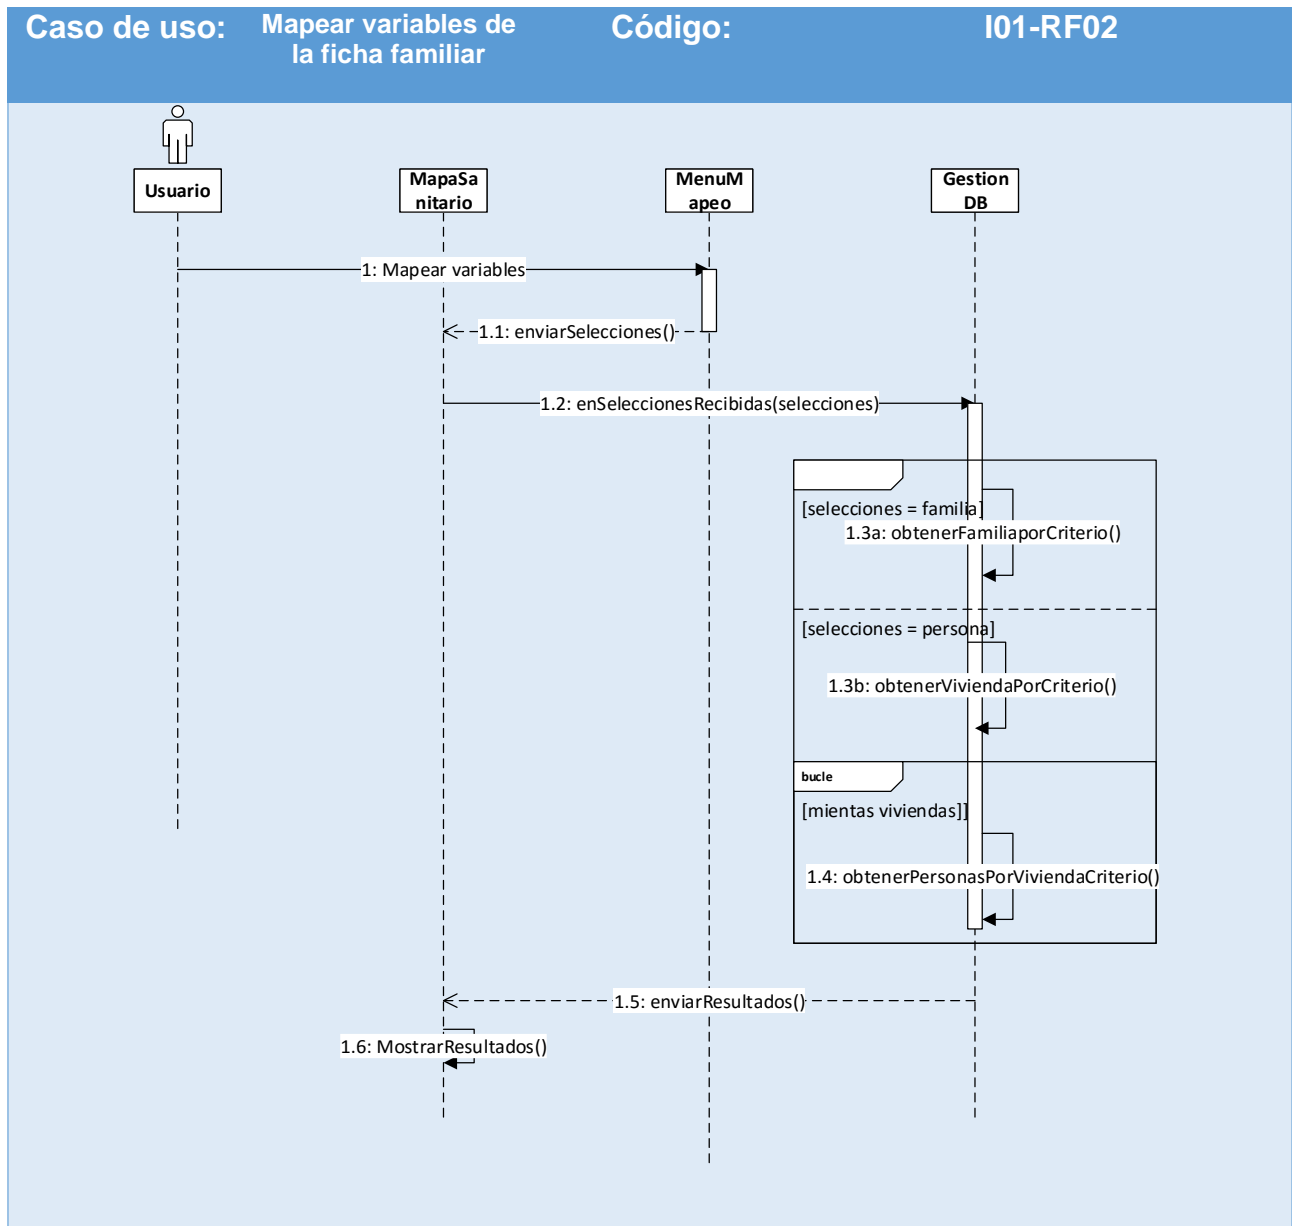 Caso de uso:
Mapear variables de
la ficha familiar
Código:
I01-RF02
Usuario
MapaSa
nitario
MenuM
apeo
Gestion
DB
1: Mapear variables
1.1: enviarSelecciones()
1.2: enSeleccionesRecibidas(selecciones)
[selecciones = familia]
1.3a: obtenerFamiliaporCriterio()
[selecciones = persona]
1.3b: obtenerViviendaPorCriterio()
bucle
[mientas viviendas]]
1.4: obtenerPersonasPorViviendaCriterio()
1.5: enviarResultados()
1.6: MostrarResultados()